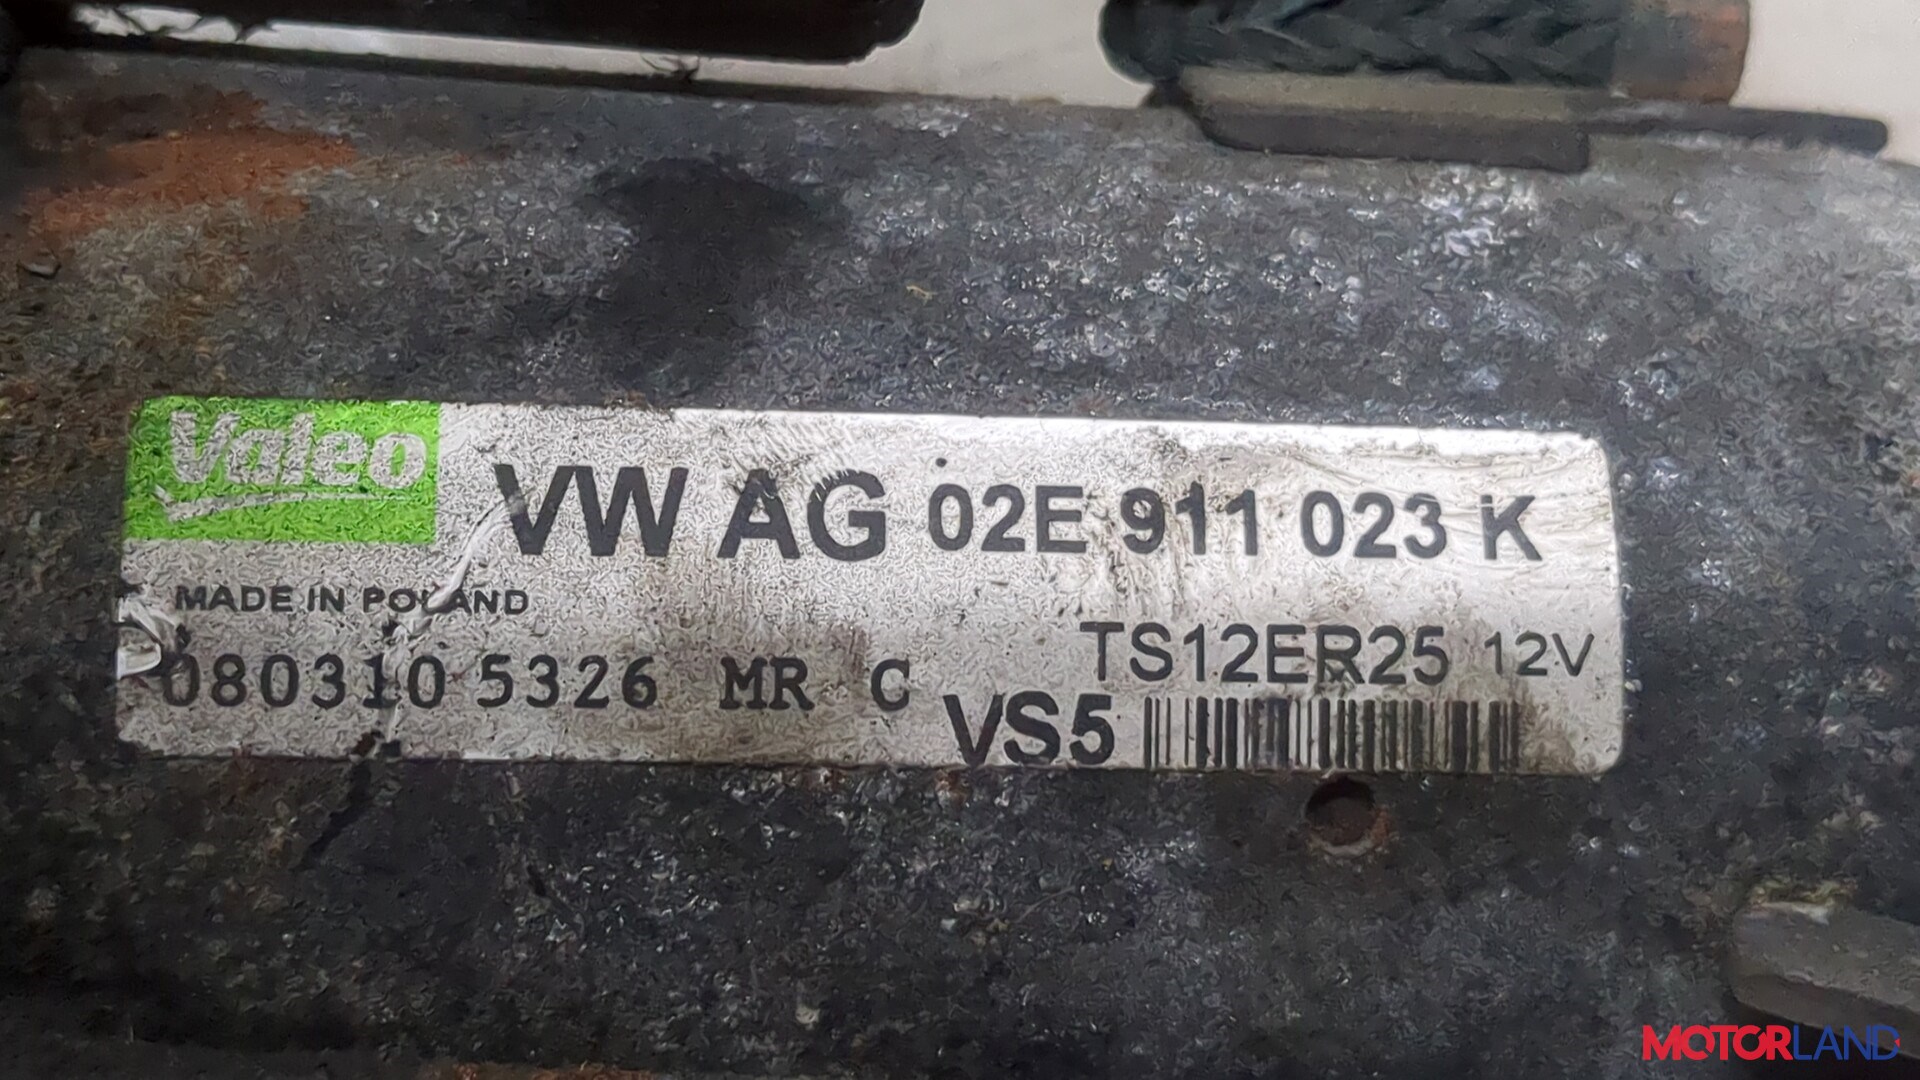 Valeo
VW AG 02E 911 023 K
MADE IN POLAND
TS12ER25 12V
080310 5326 MR C
VS5
MOTORLAND